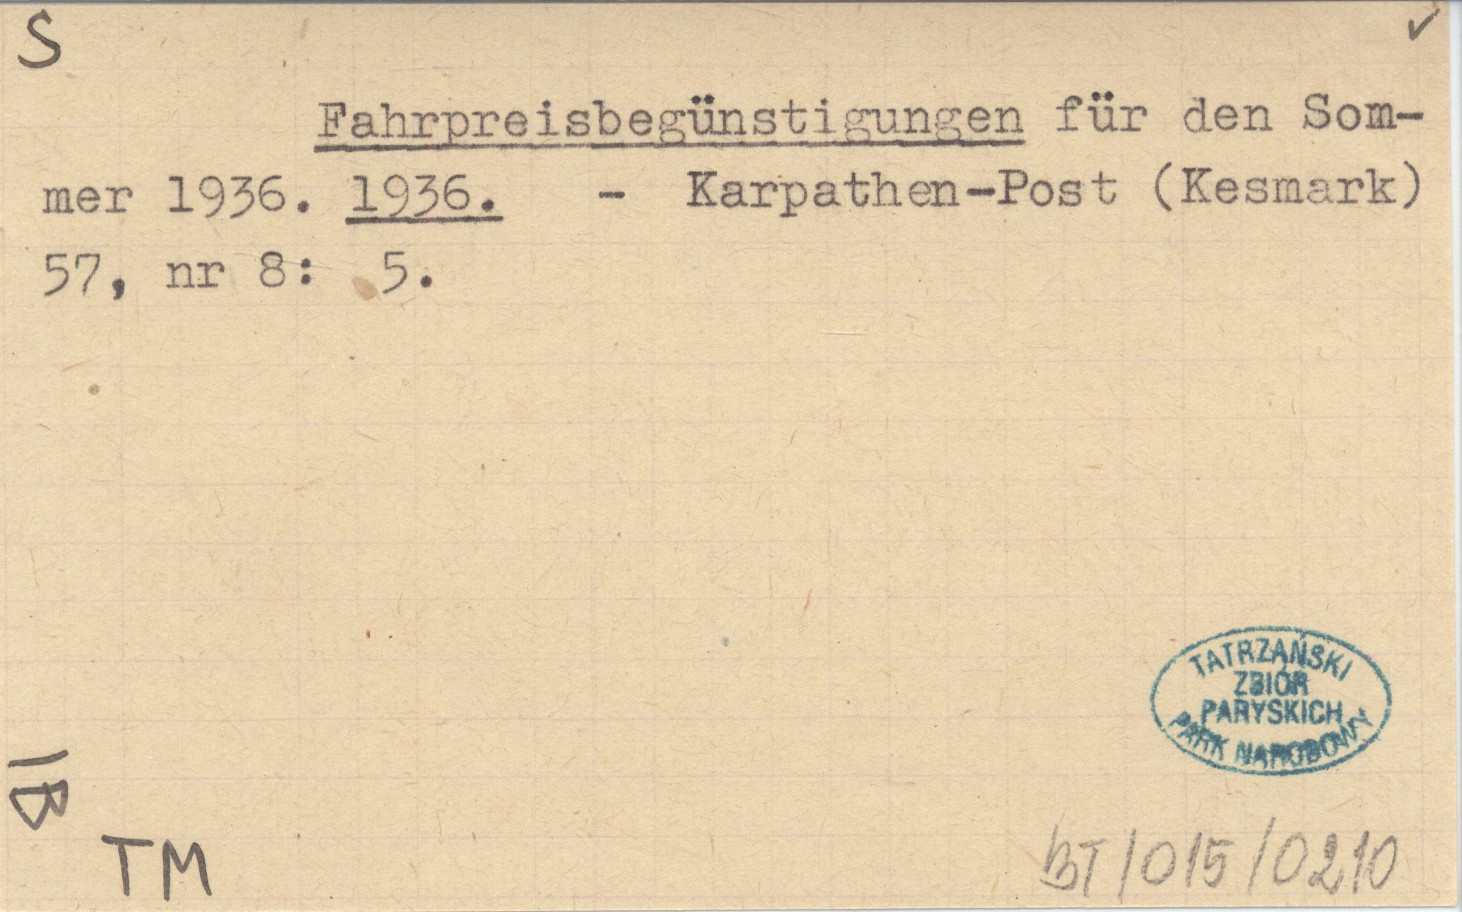 S
✓
Fahrpreisbegünstigungen für den Som-
mer 1936. 1936. - Karpathen-Post (Kesmark)
57, nr 8: 5.
TATRZAŃSKI
ZBIÓR
PARYSKICH
PARK NARODOWY
IB
TM
BT/015/0210